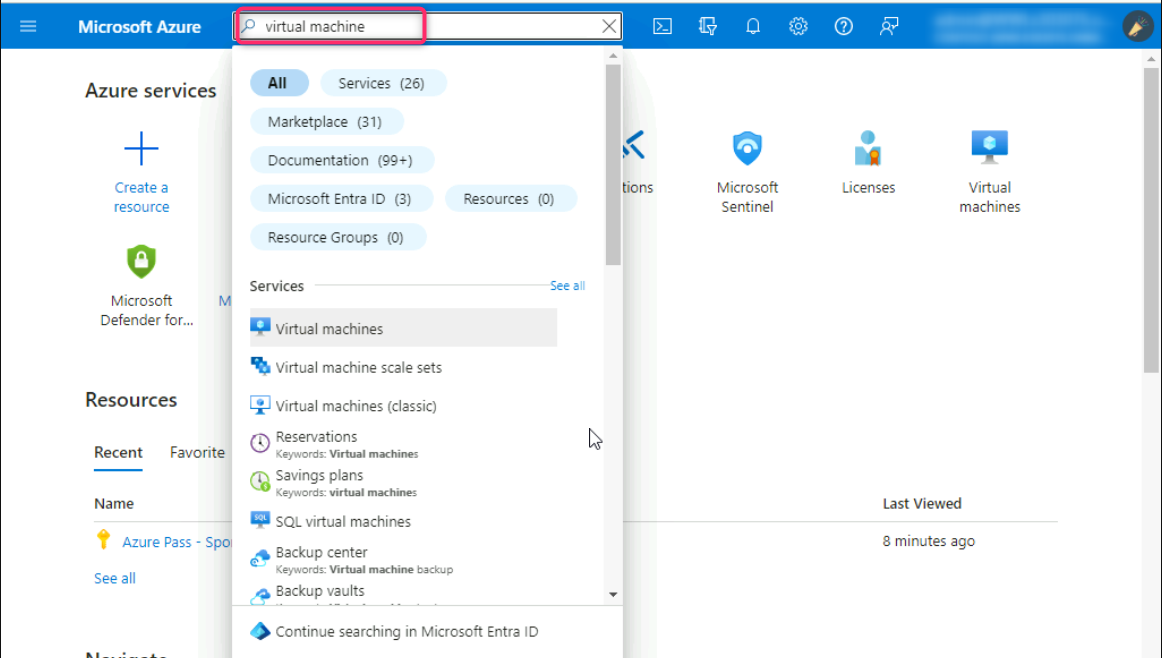 Microsoft Azure
virtual machine
Azure services
Create a
resource
Microsoft
Defender for...
M
tions
Microsoft
Sentinel
Licenses
Virtual
machines
All
Services (26)
Marketplace (31)
Documentation (99+)
Microsoft Entra ID (3)
Resources (0)
Resource Groups (0)
Services
See all
Virtual machines
Virtual machine scale sets
Virtual machines (classic)
Reservations
Keywords: Virtual machines
Savings plans
Keywords: virtual machines
SQL
SQL virtual machines
Backup center
Keywords: Virtual machine backup
Backup vaults
Continue searching in Microsoft Entra ID
Resources
Recent
Favorite
Name
Last Viewed
Azure Pass - Spo
8 minutes ago
See all
Navigate